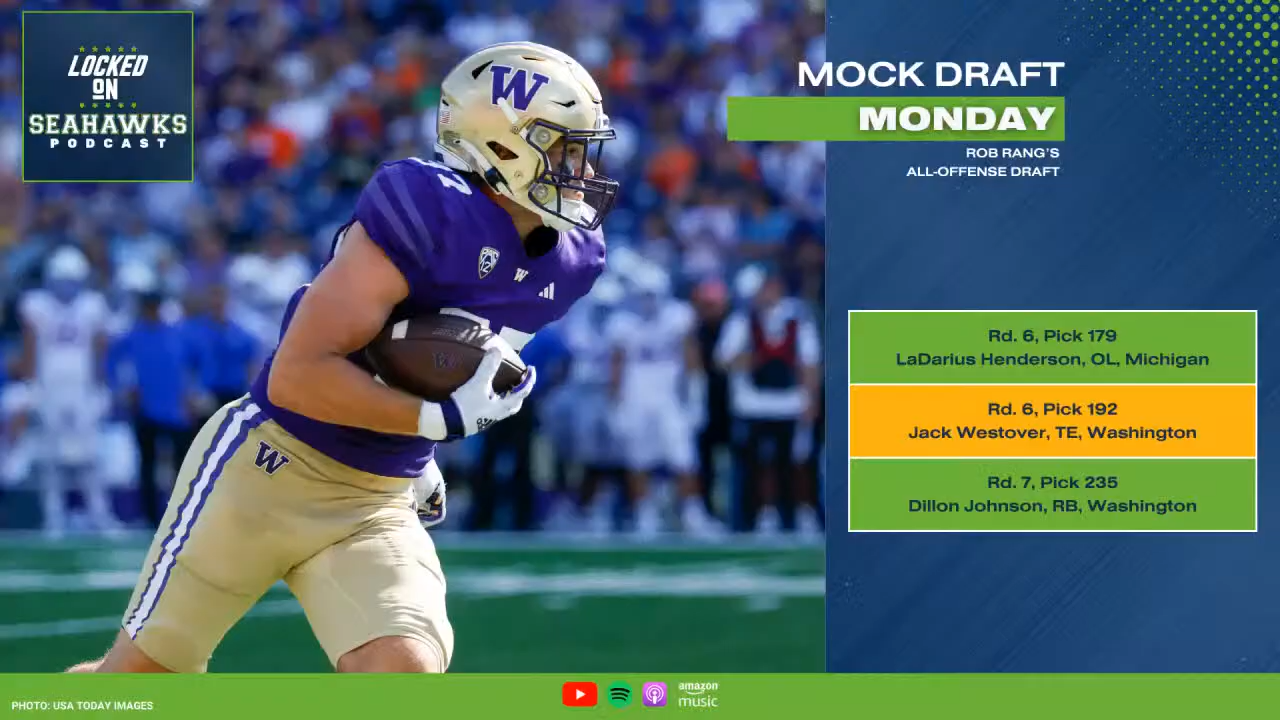 LOCKED
ON
SEAHAWKS
PODCAST
MOCK DRAFT
MONDAY
ROB RANG'S
ALL-OFFENSE DRAFT
W
W
W
Rd. 6, Pick 179
LaDarius Henderson, OL, Michigan
Rd. 6, Pick 192
Jack Westover, TE, Washington
Rd. 7, Pick 235
Dillon Johnson, RB, Washington
PHOTO: USA TODAY IMAGES
amazon
music